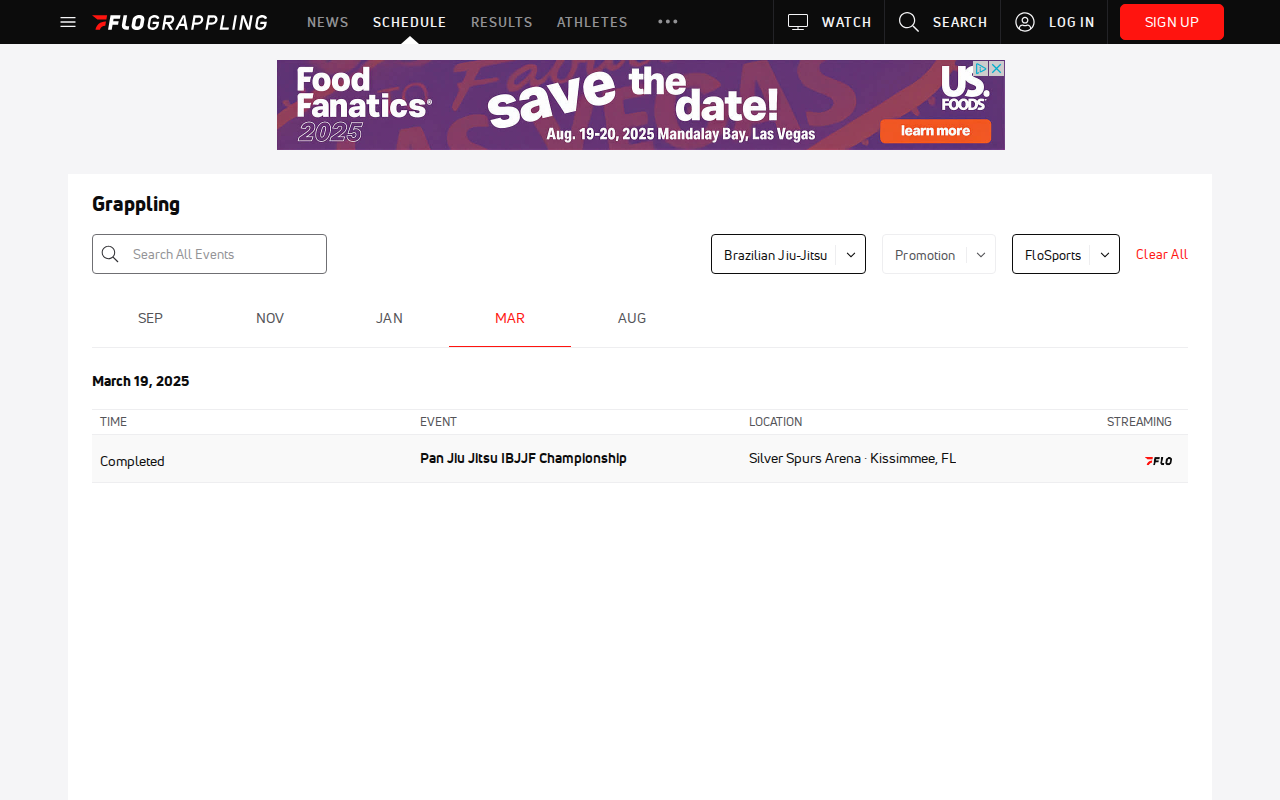 FLOGRAPPLING NEWS SCHEDULE RESULTS ATHLETES ••• WATCH SEARCH LOG IN SIGN UP
Food Fanatics® 2025
save the date!
Aug. 19-20, 2025 Mandalay Bay, Las Vegas
US. FOODS
learn more
Grappling
Search All Events Brazilian Jiu-Jitsu Promotion FloSports Clear All
SEP NOV JAN MAR AUG
March 19, 2025
TIME EVENT LOCATION STREAMING
Completed Pan Jiu Jitsu IBJJF Championship Silver Spurs Arena · Kissimmee, FL FLO